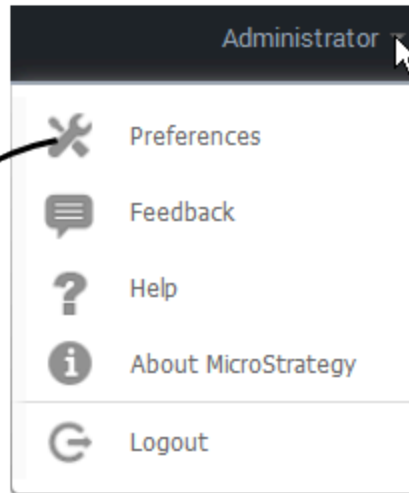 Administrator
Preferences
Feedback
Help
About MicroStrategy
Logout